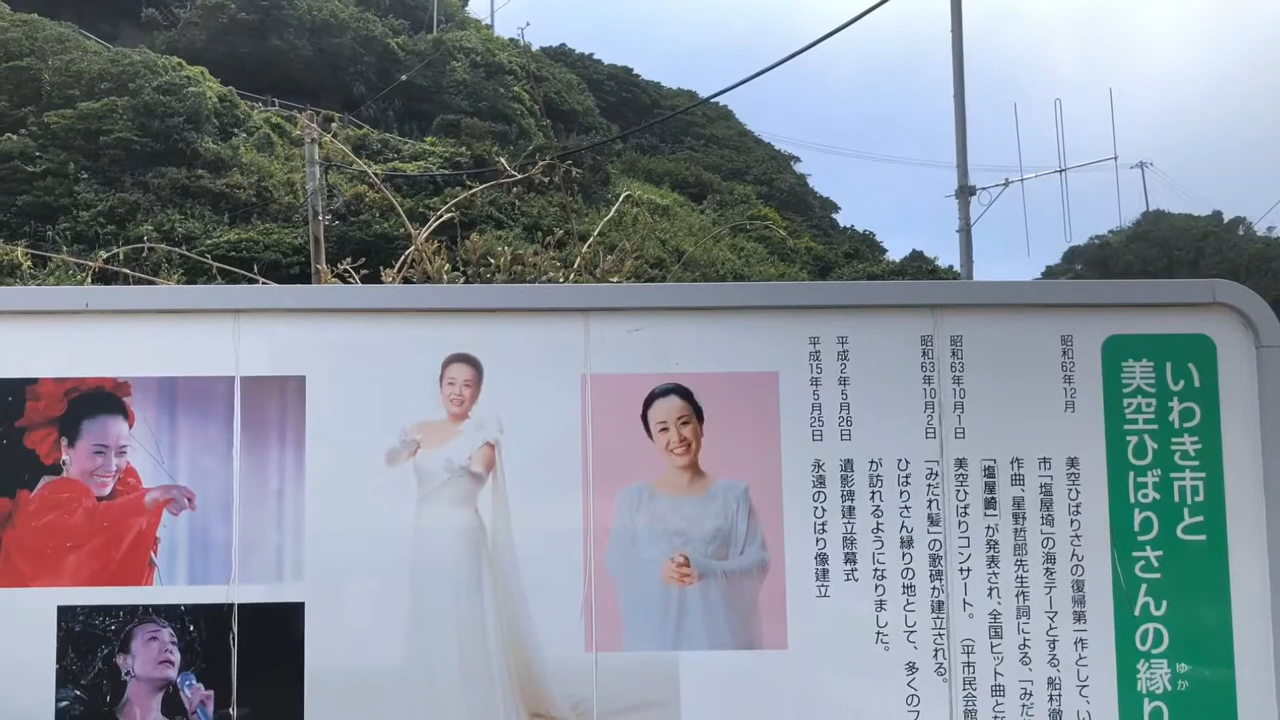 いわき市と
美空ひばりさんの縁り
ゆか
昭和62年12月
美空ひばりさんの復帰第一作として、い
市「塩屋埼」の海をテーマとする、船村徹
作曲、星野哲郎先生作詞による、「みだ
「塩屋崎」が発表され、全国ヒット曲とな
昭和63年10月1日
美空ひばりコンサート。（平市民会館
昭和63年10月2日
「みだれ髪」の歌碑が建立される。
ひばりさん縁りの地として、多くのフ
が訪れるようになりました。
平成2年5月26日
遺影碑建立除幕式
平成15年5月25日
永遠のひばり像建立